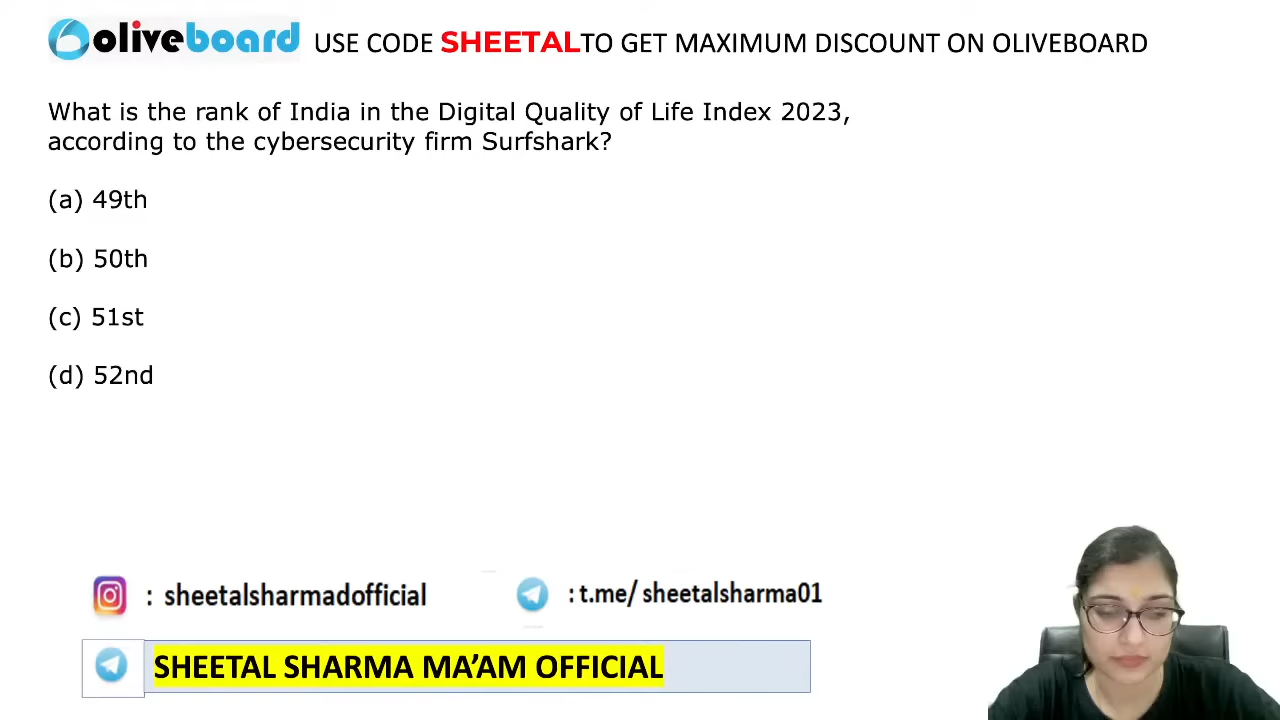 oliveboard USE CODE SHEETALTO GET MAXIMUM DISCOUNT ON OLIVEBOARD
What is the rank of India in the Digital Quality of Life Index 2023,
according to the cybersecurity firm Surfshark?
(a) 49th
(b) 50th
(c) 51st
(d) 52nd
: sheetalsharmadofficial : t.me/ sheetalsharma01
SHEETAL SHARMA MA’AM OFFICIAL